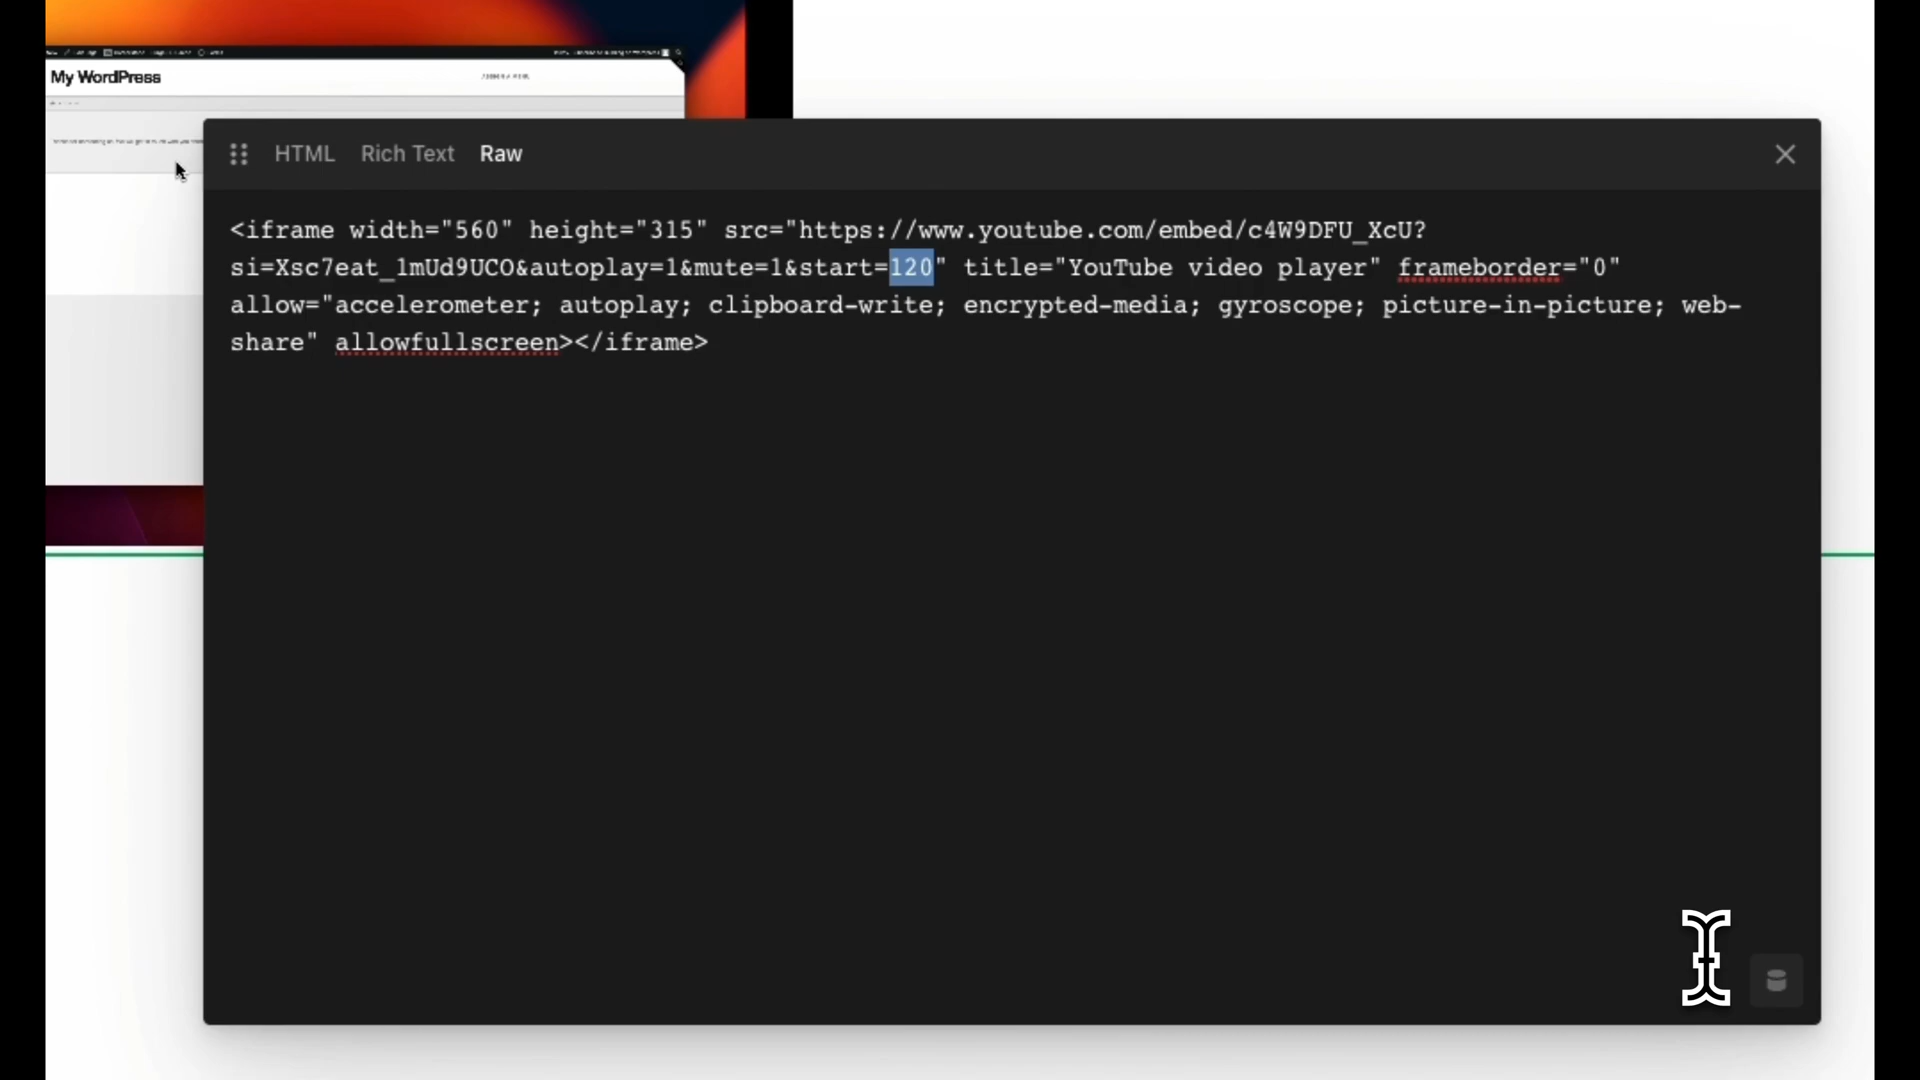 My WordPress
HTML Rich Text Raw
<iframe width="560" height="315" src="https://www.youtube.com/embed/c4W9DFU_XcU?
si=Xsc7eat_1mUd9UCO&autoplay=1&mute=1&start=120" title="YouTube video player" frameborder="0"
allow="accelerometer; autoplay; clipboard-write; encrypted-media; gyroscope; picture-in-picture; web-
share" allowfullscreen></iframe>